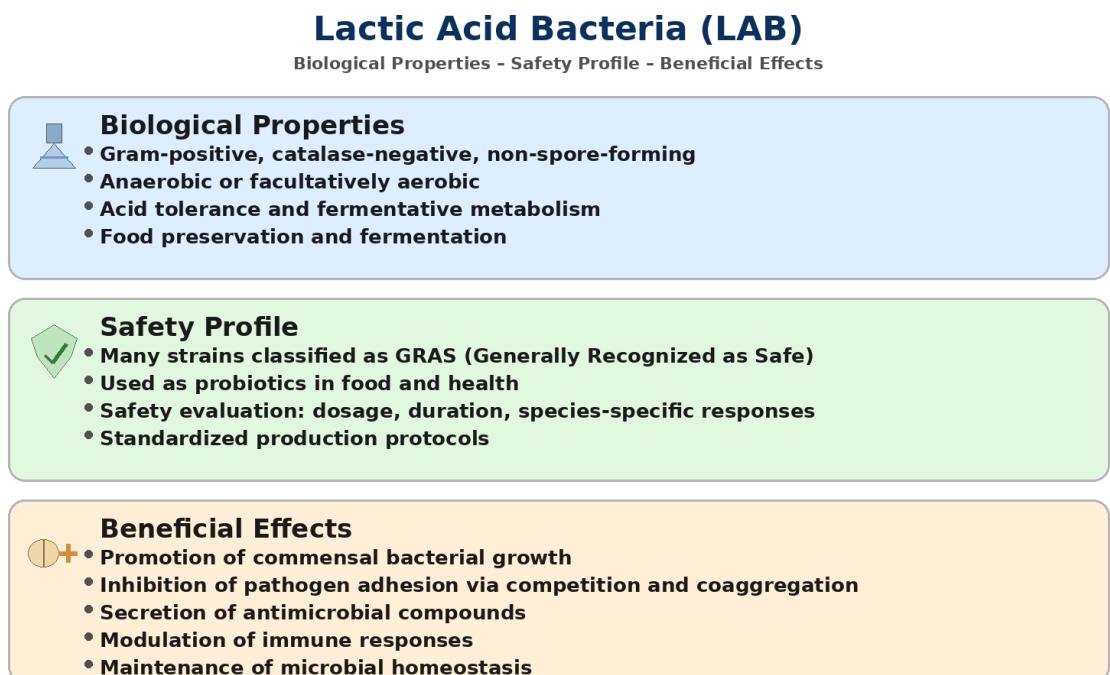 Lactic Acid Bacteria (LAB)
Biological Properties – Safety Profile – Beneficial Effects
Biological Properties
• Gram-positive, catalase-negative, non-spore-forming
• Anaerobic or facultatively aerobic
• Acid tolerance and fermentative metabolism
• Food preservation and fermentation
Safety Profile
• Many strains classified as GRAS (Generally Recognized as Safe)
• Used as probiotics in food and health
• Safety evaluation: dosage, duration, species-specific responses
• Standardized production protocols
Beneficial Effects
• Promotion of commensal bacterial growth
• Inhibition of pathogen adhesion via competition and coaggregation
• Secretion of antimicrobial compounds
• Modulation of immune responses
• Maintenance of microbial homeostasis